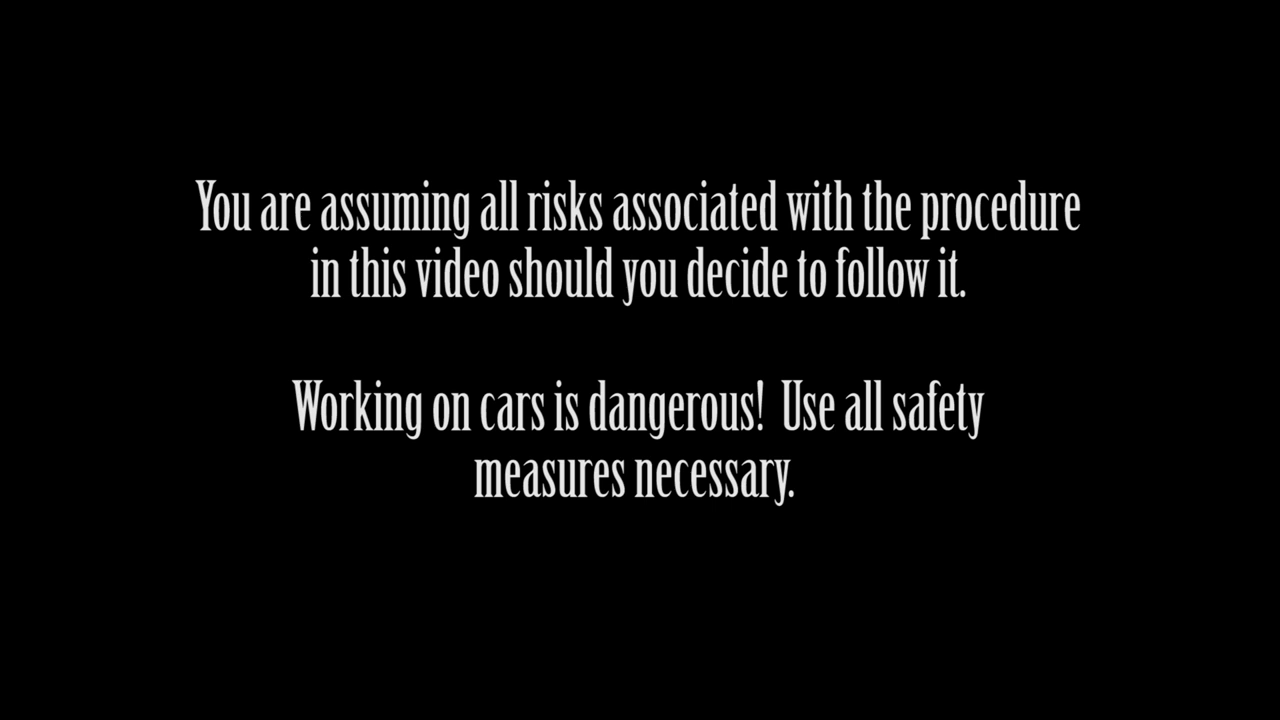 You are assuming all risks associated with the procedure
in this video should you decide to follow it.
Working on cars is dangerous!  Use all safety
measures necessary.